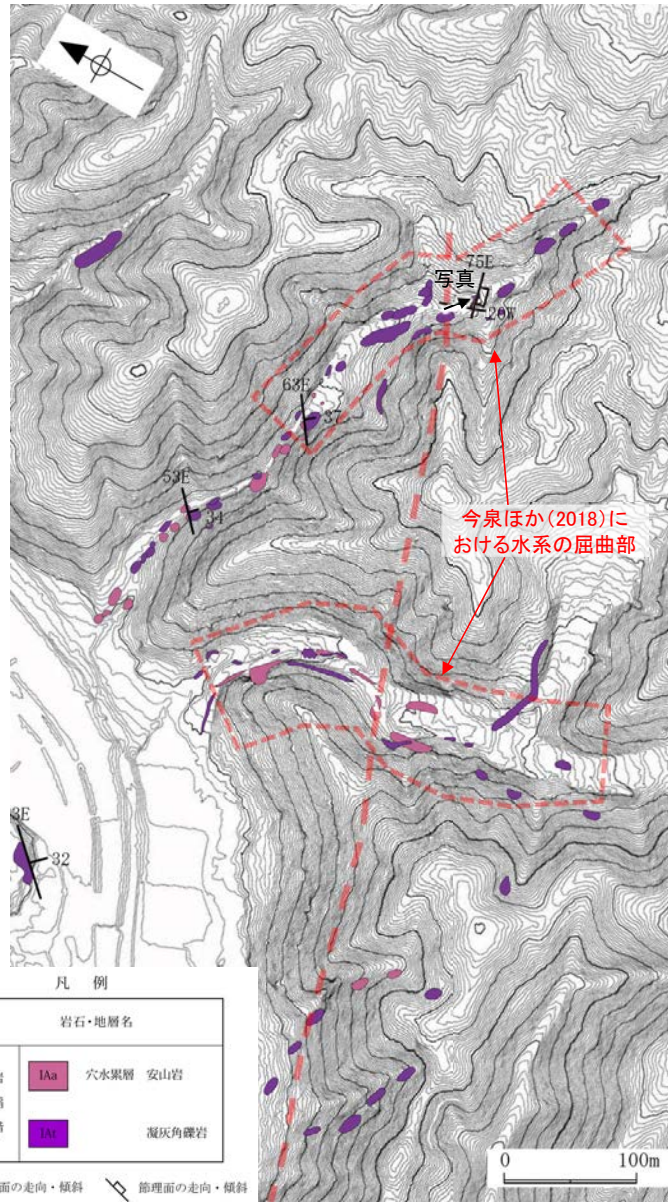 75E
写真
20W
63E
37
53E
34
今泉ほか(2018)に
おける水系の屈曲部
3E
32
凡 例
岩石・地層名
IAa 穴水累層 安山岩
IAt 凝灰角礫岩
面の走向・傾斜 節理面の走向・傾斜
0 100m